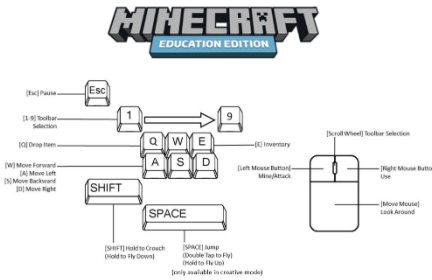 MINECRAFT
EDUCATION EDITION
[Esc] Pause
Esc
[1-9] Toolbar
Selection
1
9
[Scroll Wheel] Toolbar Selection
[Q] Drop Item
Q
W
E
[E] Inventory
[W] Move Forward
[A] Move Left
[S] Move Backward
[D] Move Right
A
S
D
[Left Mouse Button]
Mine/Attack
[Right Mouse Butto
Use
SHIFT
SPACE
[Move Mouse]
Look Around
[SHIFT] Hold to Crouch
(Hold to Fly Down)
[SPACE] Jump
(Double Tap to Fly)
(Hold to Fly Up)
(only available in creative mode)